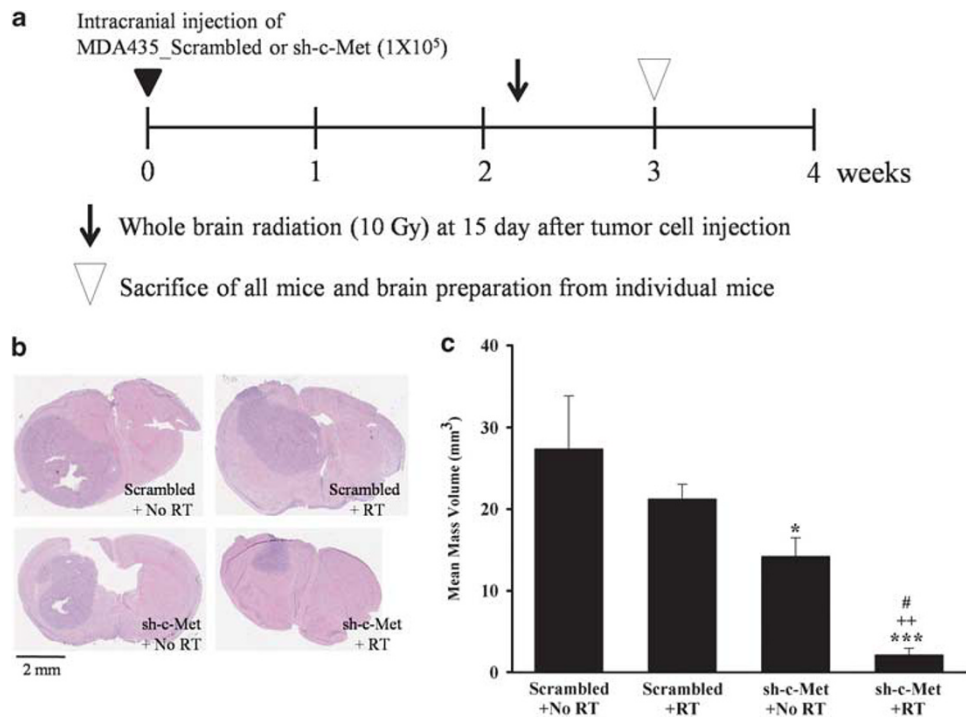 a
Intracranial injection of
MDA435_Scrambled or sh-c-Met (1X10⁵)
0 1 2 3 4 weeks
Whole brain radiation (10 Gy) at 15 day after tumor cell injection
Sacrifice of all mice and brain preparation from individual mice
b
Scrambled
+ No RT
Scrambled
+ RT
sh-c-Met
+ No RT
sh-c-Met
+ RT
2 mm
c
Mean Mass Volume (mm³)
40
30
20
10
0
*
#
++
***
Scrambled
+No RT
Scrambled
+RT
sh-c-Met
+No RT
sh-c-Met
+RT